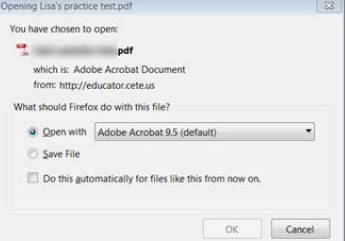 Opening Lisa's practice test.pdf
You have chosen to open:
pdf
which is: Adobe Acrobat Document
from: http://educator.cete.us
What should Firefox do with this file?
Open with Adobe Acrobat 9.5 (default)
Save File
Do this automatically for files like this from now on.
OK Cancel